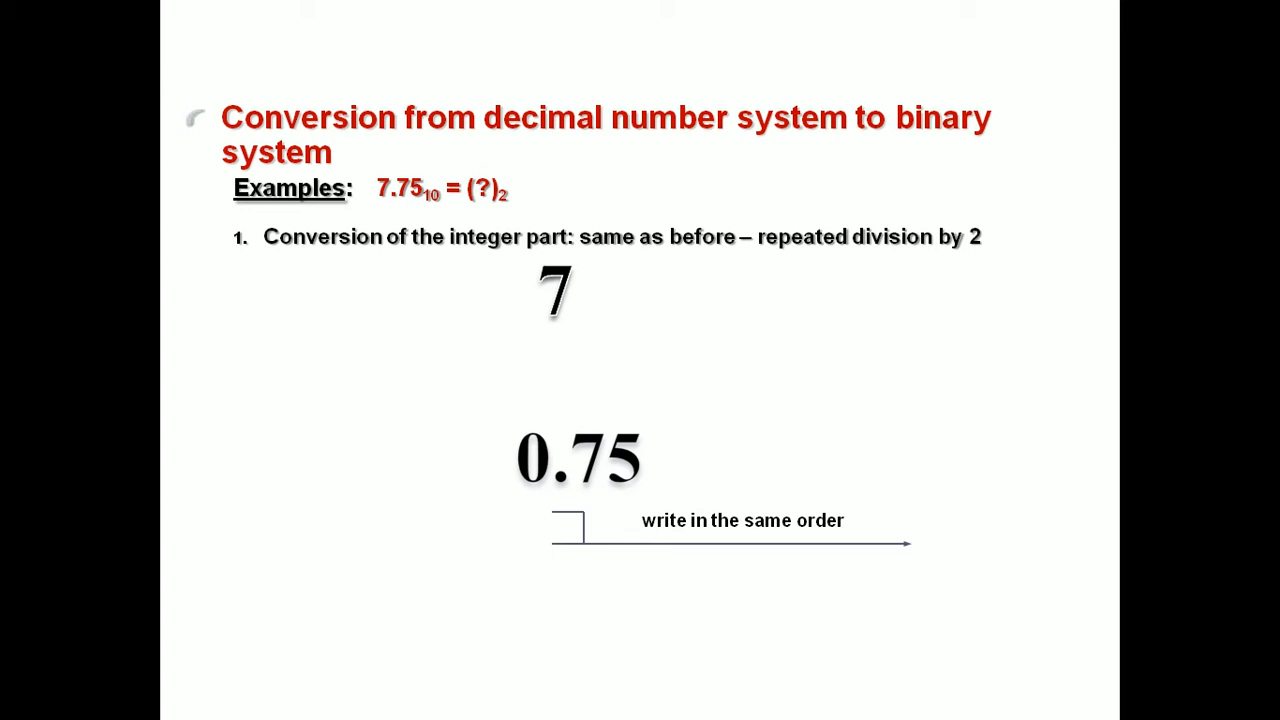 Conversion from decimal number system to binary
system
Examples: 7.75₁₀ = (?)₂
1. Conversion of the integer part: same as before – repeated division by 2
7
0.75
write in the same order